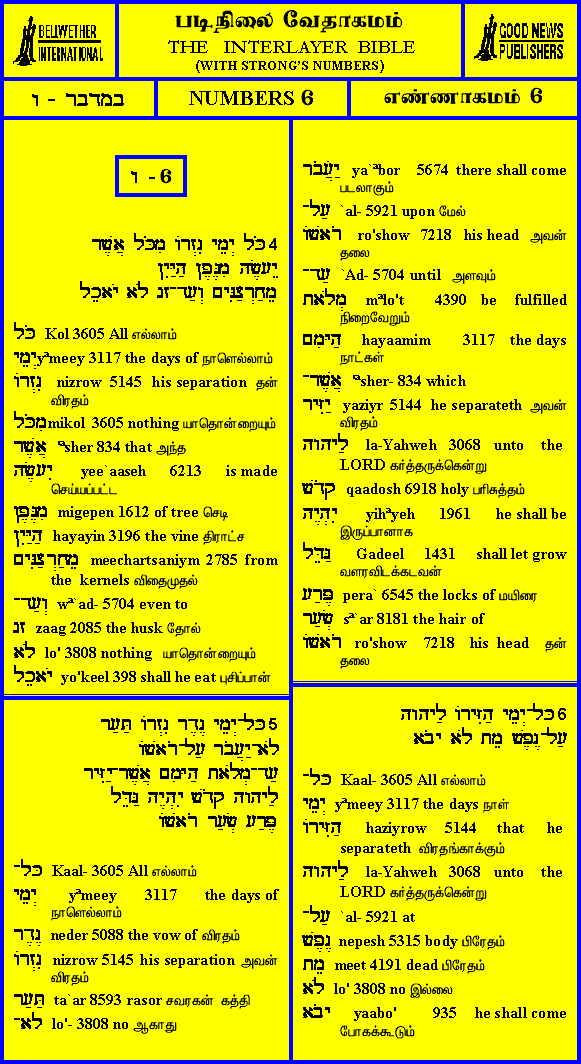 BELLWETHER
INTERNATIONAL
படிநிலை வேதாகமம்
THE INTERLAYER BIBLE
(WITH STRONG'S NUMBERS)
GOOD NEWS
PUBLISHERS
במדבר - ו
NUMBERS 6
எண்ணாகமம் 6
ו - 6
4 כֹּל יְמֵי נִזְרוֹ מִכֹּל אֲשֶׁר
יֵעָשֶׂה מִגֶּפֶן הַיַּיִן
מֵחַרְצַנִּים וְעַד־זָג לֹא יֹאכֵל
כֹּל Kol 3605 All எல்லாம்
יְמֵי yᵊmeey 3117 the days of நாளெல்லாம்
נִזְרוֹ nizrow 5145 his separation தன்
விரதம்
מִכֹּל mikol 3605 nothing யாதொன்றையும்
אֲשֶׁר ᵊᵃsher 834 that அந்த
יֵעָשֶׂה yee`aaseh 6213 is made
செய்யப்பட்ட
מִגֶּפֶן migepen 1612 of tree செடி
הַיַּיִן hayayin 3196 the vine திராட்ச
מֵחַרְצַנִּים meechartsaniym 2785 from
the kernels விதைமுதல்
וְעַד־ wᵊ`ad- 5704 even to
זָג zaag 2085 the husk தோல்
לֹא lo' 3808 nothing யாதொன்றையும்
יֹאכֵל yo'keel 398 shall he eat புசிப்பான்
5 כָּל־יְמֵי נֶדֶר נִזְרוֹ תַּעַר
לֹא־יַעֲבֹר עַל־רֹאשׁוֹ
עַד־מְלֹאת הַיָּמִם אֲשֶׁר־יַזִּיר
לַיהוָה קָדֹשׁ יִהְיֶה גַּדֵּל
פֶּרַע שְׂעַר רֹאשׁוֹ
כָּל־ Kaal- 3605 All எல்லாம்
יְמֵי yᵊmeey 3117 the days of
நாளெல்லாம்
נֶדֶר neder 5088 the vow of விரதம்
נִזְרוֹ nizrow 5145 his separation அவன்
விரதம்
תַּעַר ta`ar 8593 rasor சவரகன் கத்தி
לֹא־ lo'- 3808 no ஆகாது
יַעֲבֹר ya`ᵃbor 5674 there shall come
படலாகும்
עַל־ `al- 5921 upon மேல்
רֹאשׁוֹ ro'show 7218 his head அவன்
தலை
עַד־ `Ad- 5704 until அளவும்
מְלֹאת mᵊlo't 4390 be fulfilled
நிறைவேறும்
הַיָּמִם hayaamim 3117 the days
நாட்கள்
אֲשֶׁר־ ᵊᵃsher- 834 which
יַזִּיר yaziyr 5144 he separateth அவன்
விரதம்
לַיהוָה la-Yahweh 3068 unto the
LORD கர்த்தருக்கென்று
קָדֹשׁ qaadosh 6918 holy பரிசுத்தம்
יִהְיֶה yihᵊyeh 1961 he shall be
இருப்பானாக
גַּדֵּל Gadeel 1431 shall let grow
வளரவிடக்கடவன்
פֶּרַע pera` 6545 the locks of மயிரை
שְׂעַר sᵊ`ar 8181 the hair of
רֹאשׁוֹ ro'show 7218 his head தன்
தலை
6 כָּל־יְמֵי הַזִּירוֹ לַיהוָה
עַל־נֶפֶשׁ מֵת לֹא יָבֹא
כָּל־ Kaal- 3605 All எல்லாம்
יְמֵי yᵊmeey 3117 the days நாள்
הַזִּירוֹ haziyrow 5144 that he
separateth விரதங்காக்கும்
לַיהוָה la-Yahweh 3068 unto the
LORD கர்த்தருக்கென்று
עַל־ `al- 5921 at
נֶפֶשׁ nepesh 5315 body பிரேதம்
מֵת meet 4191 dead பிரேதம்
לֹא lo' 3808 no இல்லை
יָבֹא yaabo' 935 he shall come
போகக்கூடும்